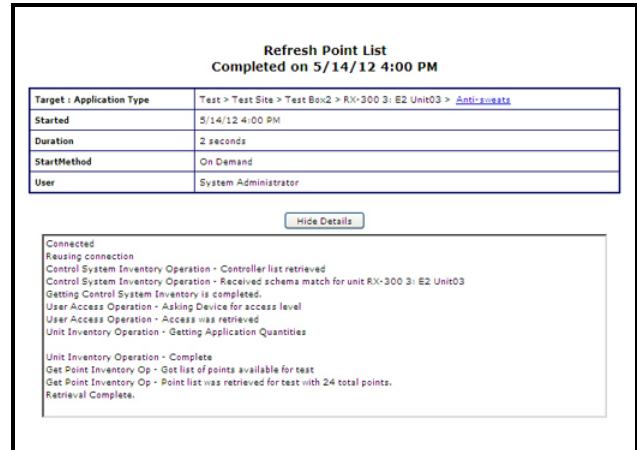 Refresh Point List
Completed on 5/14/12 4:00 PM
Target : Application Type Test > Test Site > Test Box2 > RX-300 3: E2 Unit03 > Anti-sweats
Started 5/14/12 4:00 PM
Duration 2 seconds
StartMethod On Demand
User System Administrator
Hide Details
Connected
Reusing connection
Control System Inventory Operation - Controller list retrieved
Control System Inventory Operation - Received schema match for unit RX-300 3: E2 Unit03
Getting Control System Inventory is completed.
User Access Operation - Asking Device for access level
User Access Operation - Access was retrieved
Unit Inventory Operation - Getting Application Quantities
Unit Inventory Operation - Complete
Get Point Inventory Op - Got list of points available for test
Get Point Inventory Op - Point list was retrieved for test with 24 total points.
Retrieval Complete.